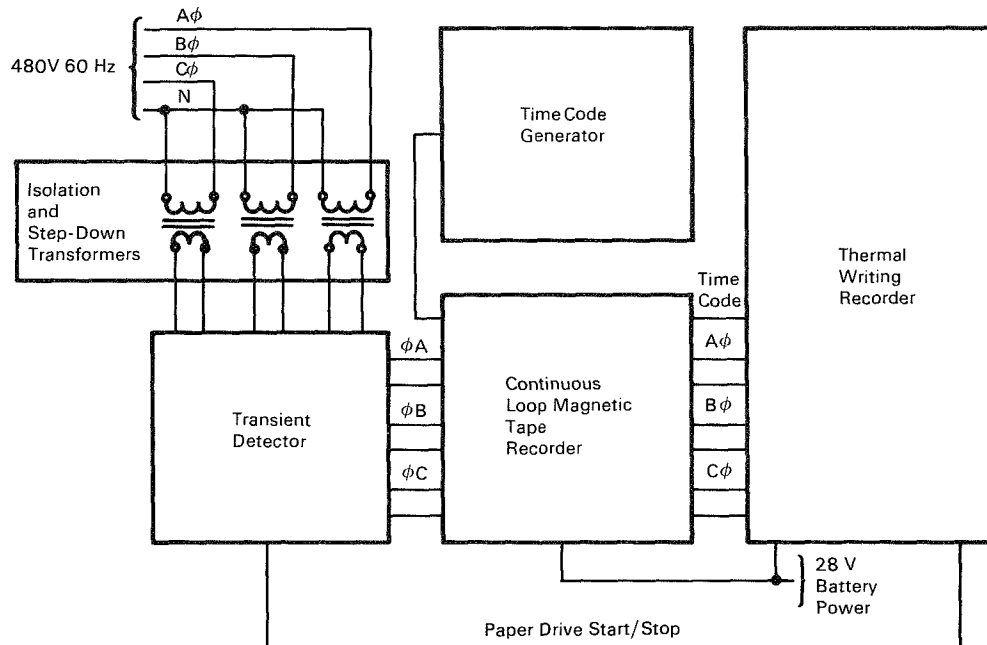 Aϕ
Bϕ
480V 60 Hz
Cϕ
N
Time Code
Generator
Isolation
and
Step-Down
Transformers
Thermal
Writing
Recorder
Time
Code
ϕA
Aϕ
Continuous
Loop Magnetic
Tape
Recorder
Transient
Detector
ϕB
Bϕ
ϕC
Cϕ
28 V
Battery
Power
Paper Drive Start/Stop